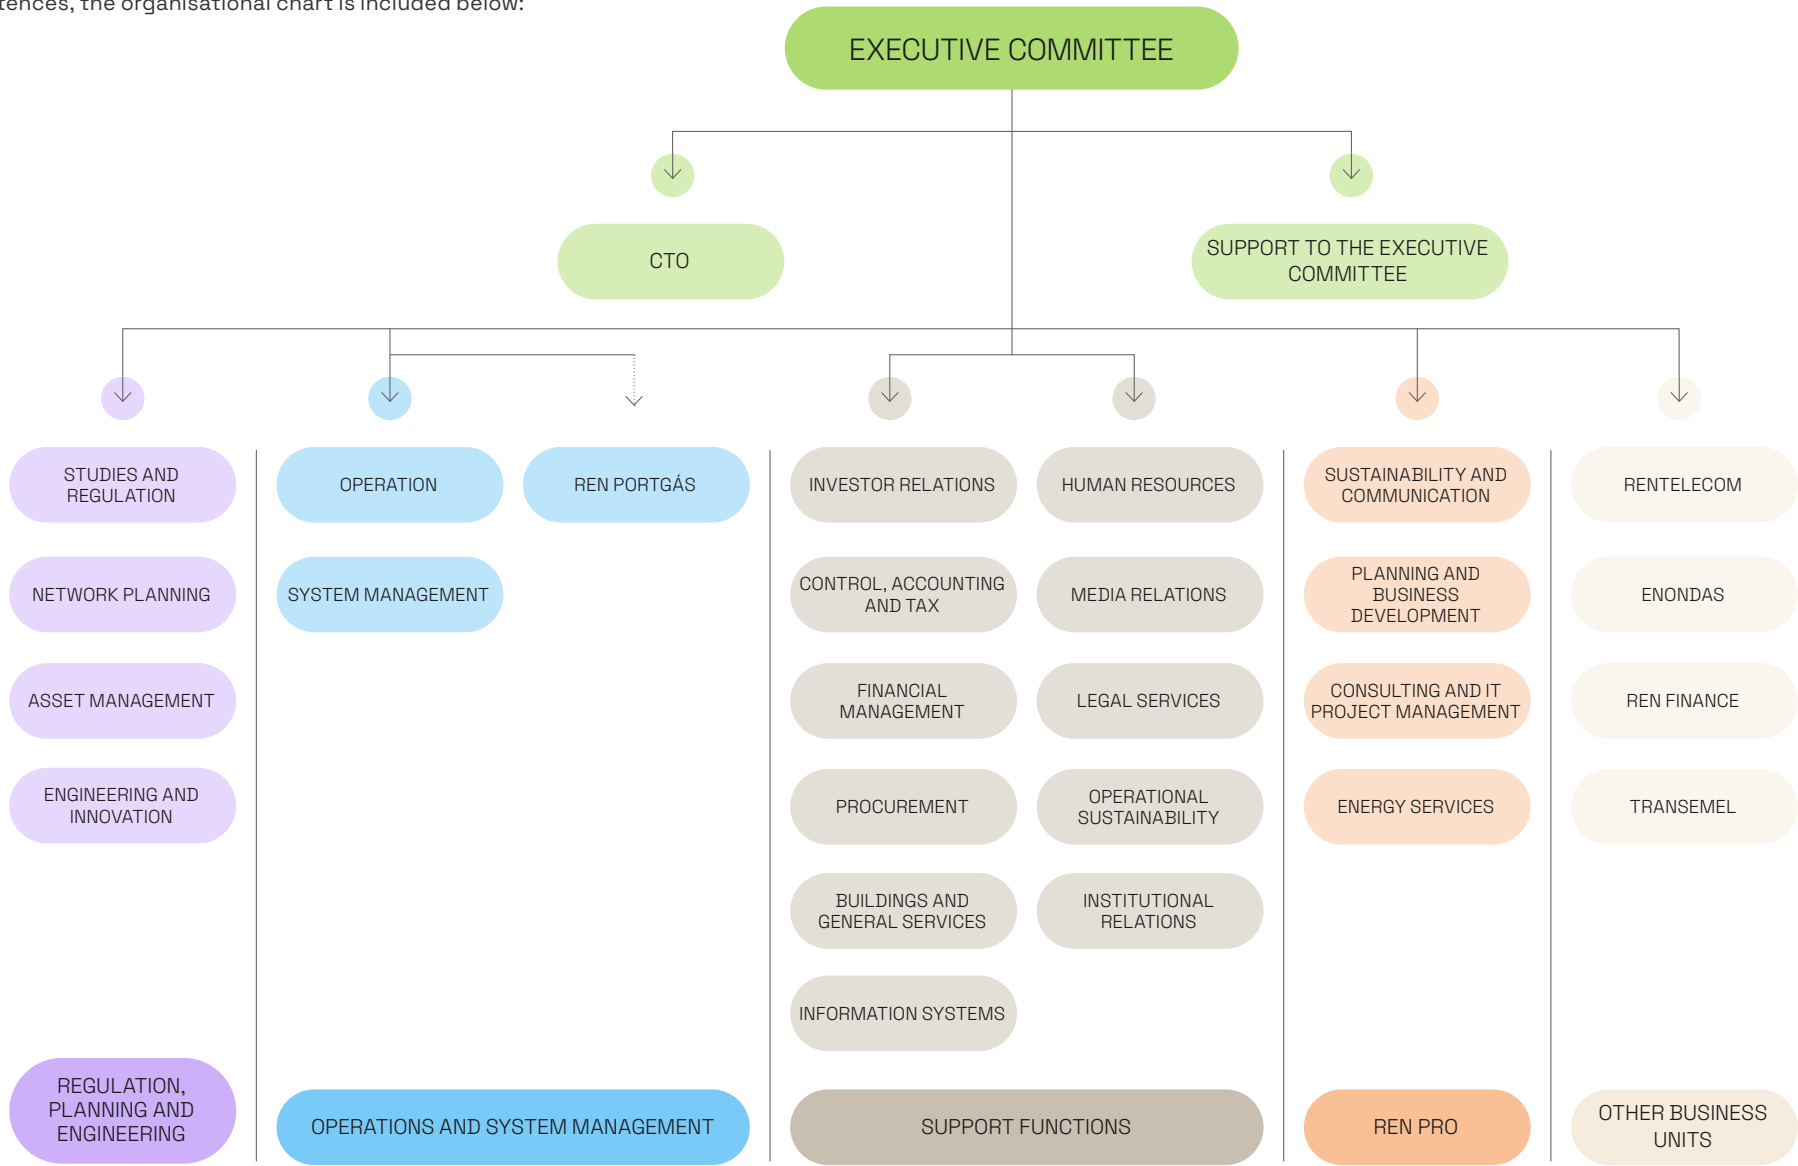 tences, the organisational chart is included below:
EXECUTIVE COMMITTEE
CTO
SUPPORT TO THE EXECUTIVE
COMMITTEE
STUDIES AND
REGULATION
NETWORK PLANNING
ASSET MANAGEMENT
ENGINEERING AND
INNOVATION
REGULATION,
PLANNING AND
ENGINEERING
OPERATION
SYSTEM MANAGEMENT
REN PORTGÁS
OPERATIONS AND SYSTEM MANAGEMENT
INVESTOR RELATIONS
CONTROL, ACCOUNTING
AND TAX
FINANCIAL
MANAGEMENT
PROCUREMENT
BUILDINGS AND
GENERAL SERVICES
INFORMATION SYSTEMS
HUMAN RESOURCES
MEDIA RELATIONS
LEGAL SERVICES
OPERATIONAL
SUSTAINABILITY
INSTITUTIONAL
RELATIONS
SUPPORT FUNCTIONS
SUSTAINABILITY AND
COMMUNICATION
PLANNING AND
BUSINESS
DEVELOPMENT
CONSULTING AND IT
PROJECT MANAGEMENT
ENERGY SERVICES
REN PRO
RENTELECOM
ENONDAS
REN FINANCE
TRANSEMEL
OTHER BUSINESS
UNITS